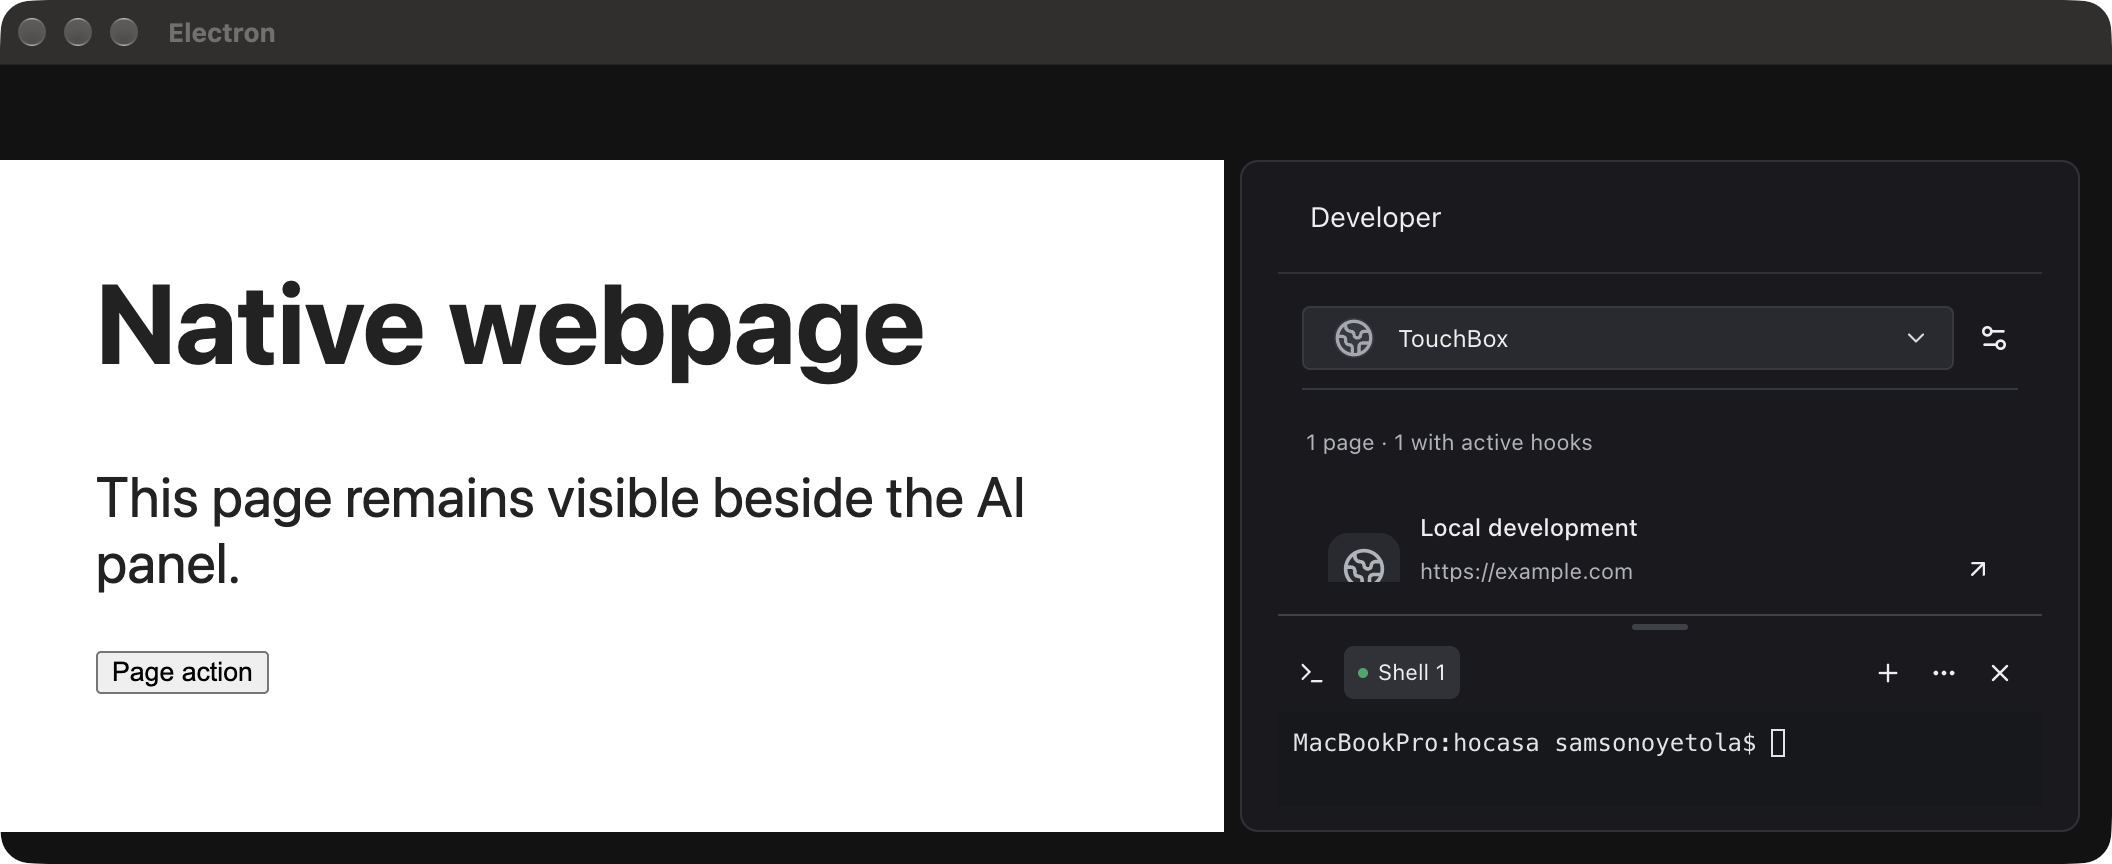 Electron
Native webpage
This page remains visible beside the AI
panel.
Page action
Developer
TouchBox
1 page · 1 with active hooks
Local development
https://example.com
Shell 1
MacBookPro:hocasa samsonoyetola$